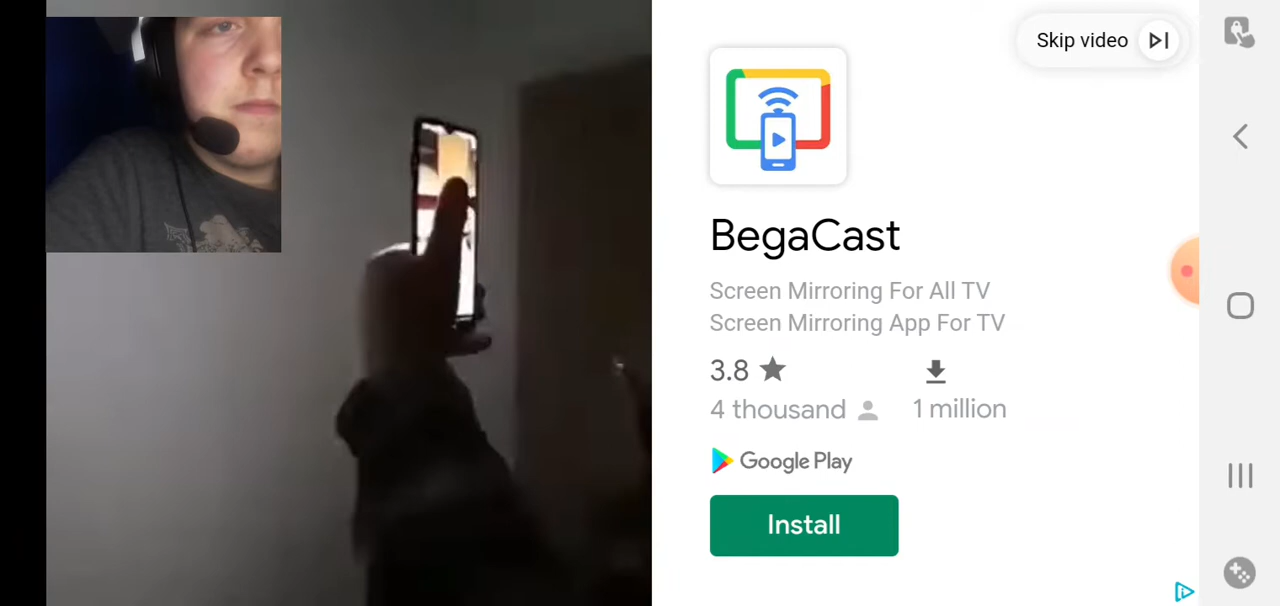 Skip video
BegaCast
Screen Mirroring For All TV
Screen Mirroring App For TV
3.8
4 thousand
1 million
Google Play
Install